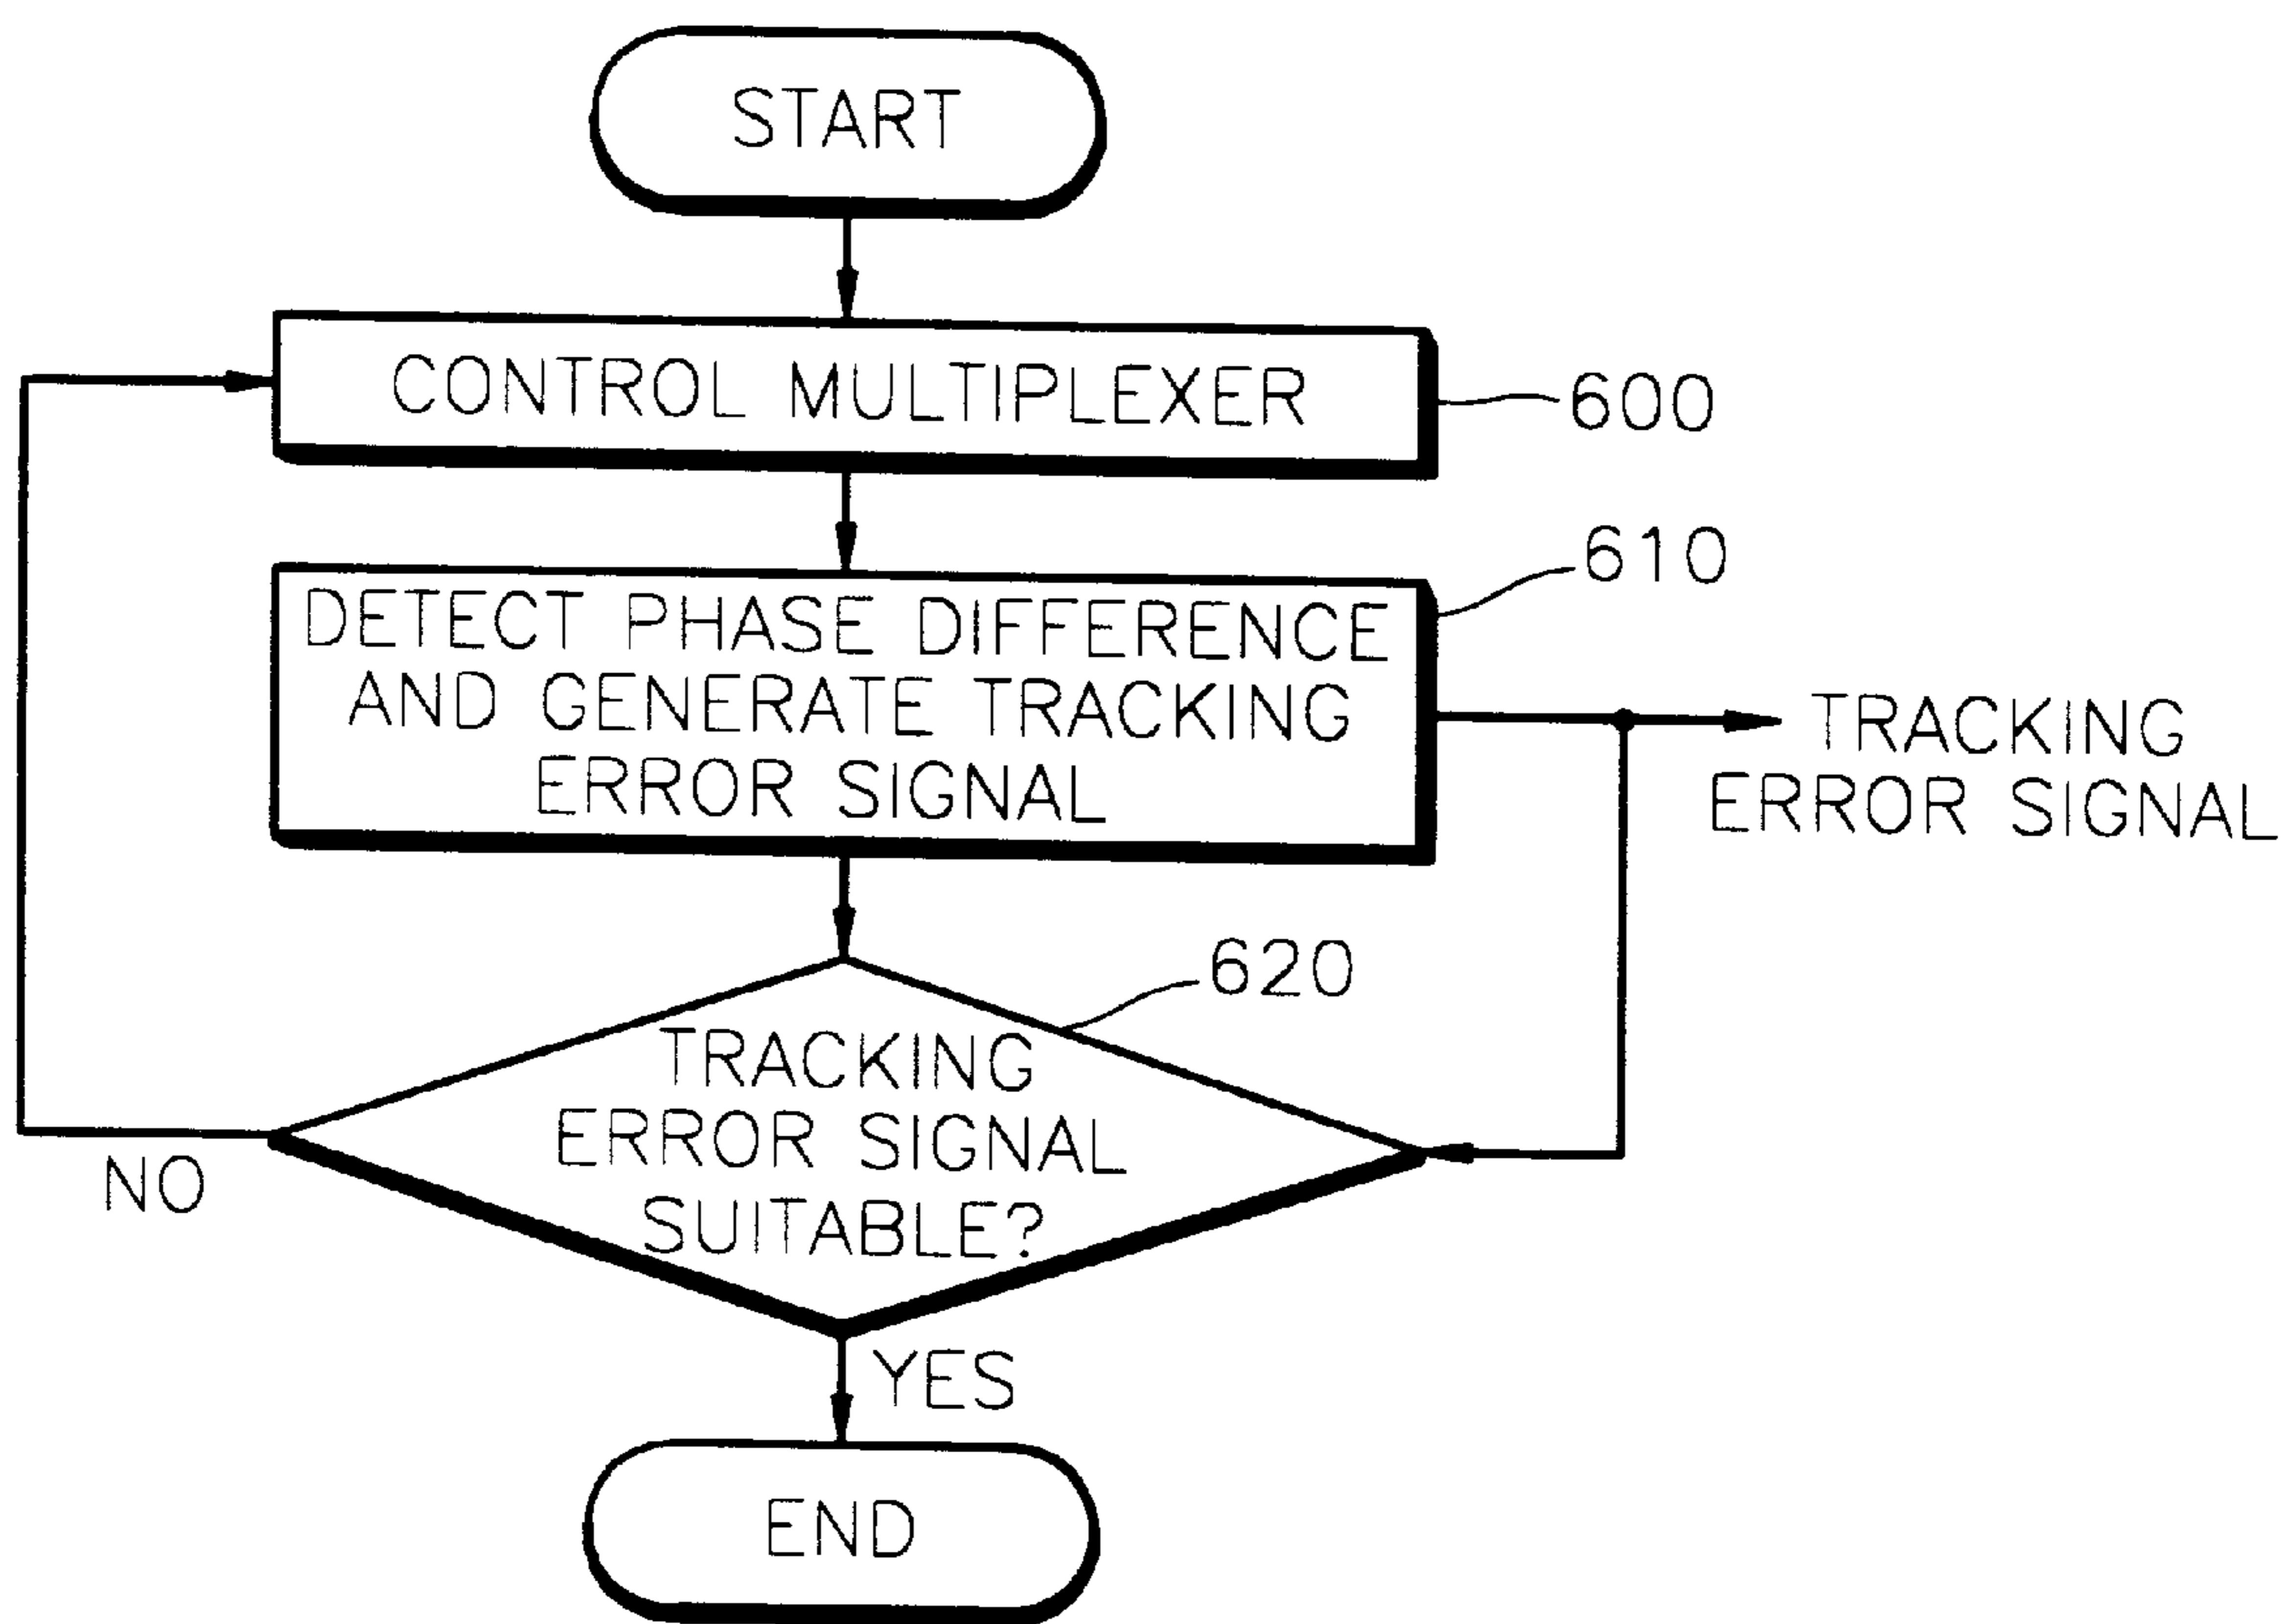 START
CONTROL MULTIPLEXER
600
610
DETECT PHASE DIFFERENCE
AND GENERATE TRACKING
ERROR SIGNAL
TRACKING
ERROR SIGNAL
620
TRACKING
ERROR SIGNAL
SUITABLE?
NO
YES
END